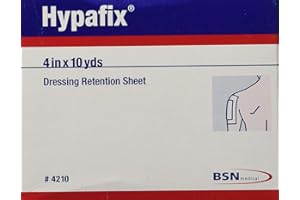 Hypafix®
4 in x 10 yds
Dressing Retention Sheet
# 4210
BSN medical